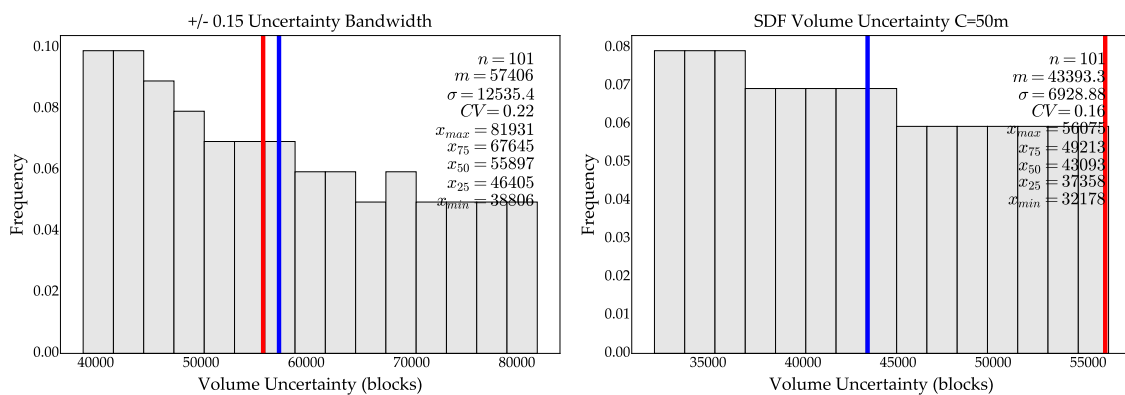 +/- 0.15 Uncertainty Bandwidth
n = 101
m = 57406
σ = 12535.4
CV = 0.22
x_max = 81931
x_75 = 67645
x_50 = 55897
x_25 = 46405
x_min = 38806
0.10
0.08
0.06
0.04
0.02
0.00
Frequency
40000 50000 60000 70000 80000
Volume Uncertainty (blocks)
SDF Volume Uncertainty C=50m
n = 101
m = 43393.3
σ = 6928.88
CV = 0.16
x_max = 56075
x_75 = 49213
x_50 = 43093
x_25 = 37358
x_min = 32178
0.08
0.07
0.06
0.05
0.04
0.03
0.02
0.01
0.00
Frequency
35000 40000 45000 50000 55000
Volume Uncertainty (blocks)